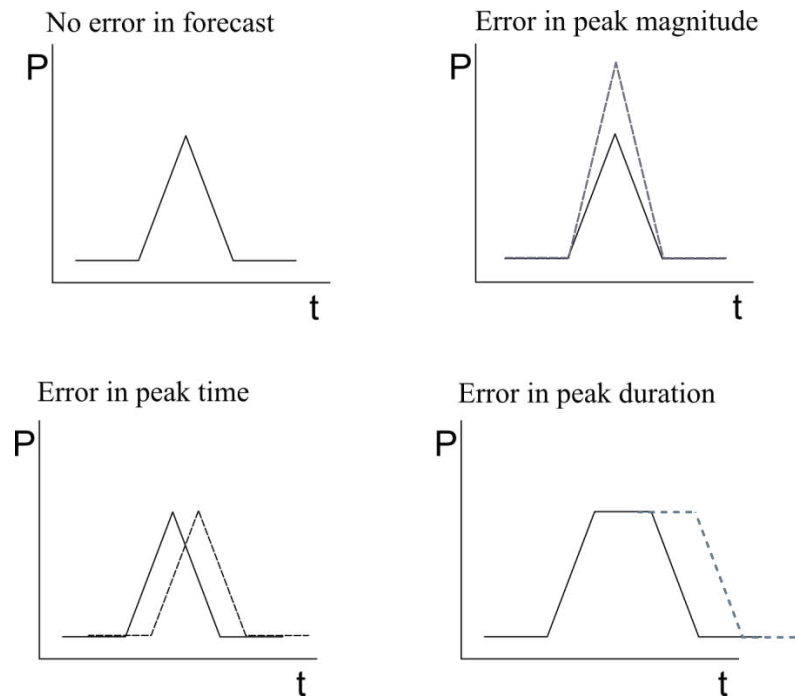 No error in forecast
P
t
Error in peak magnitude
P
t
Error in peak time
P
t
Error in peak duration
P
t